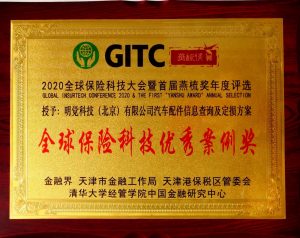 GITC 燕梳奖
2020全球保险科技大会暨首届燕梳奖年度评选
GLOBAL INSURTECH CONFERENCE 2020 & THE FIRST "YANSHU AWARD" ANNUAL SELECTION
授予：明觉科技（北京）有限公司汽车配件信息查询及定损方案
全球保险科技优秀案例奖
金融界 天津市金融工作局 天津港保税区管委会
清华大学经管学院中国金融研究中心